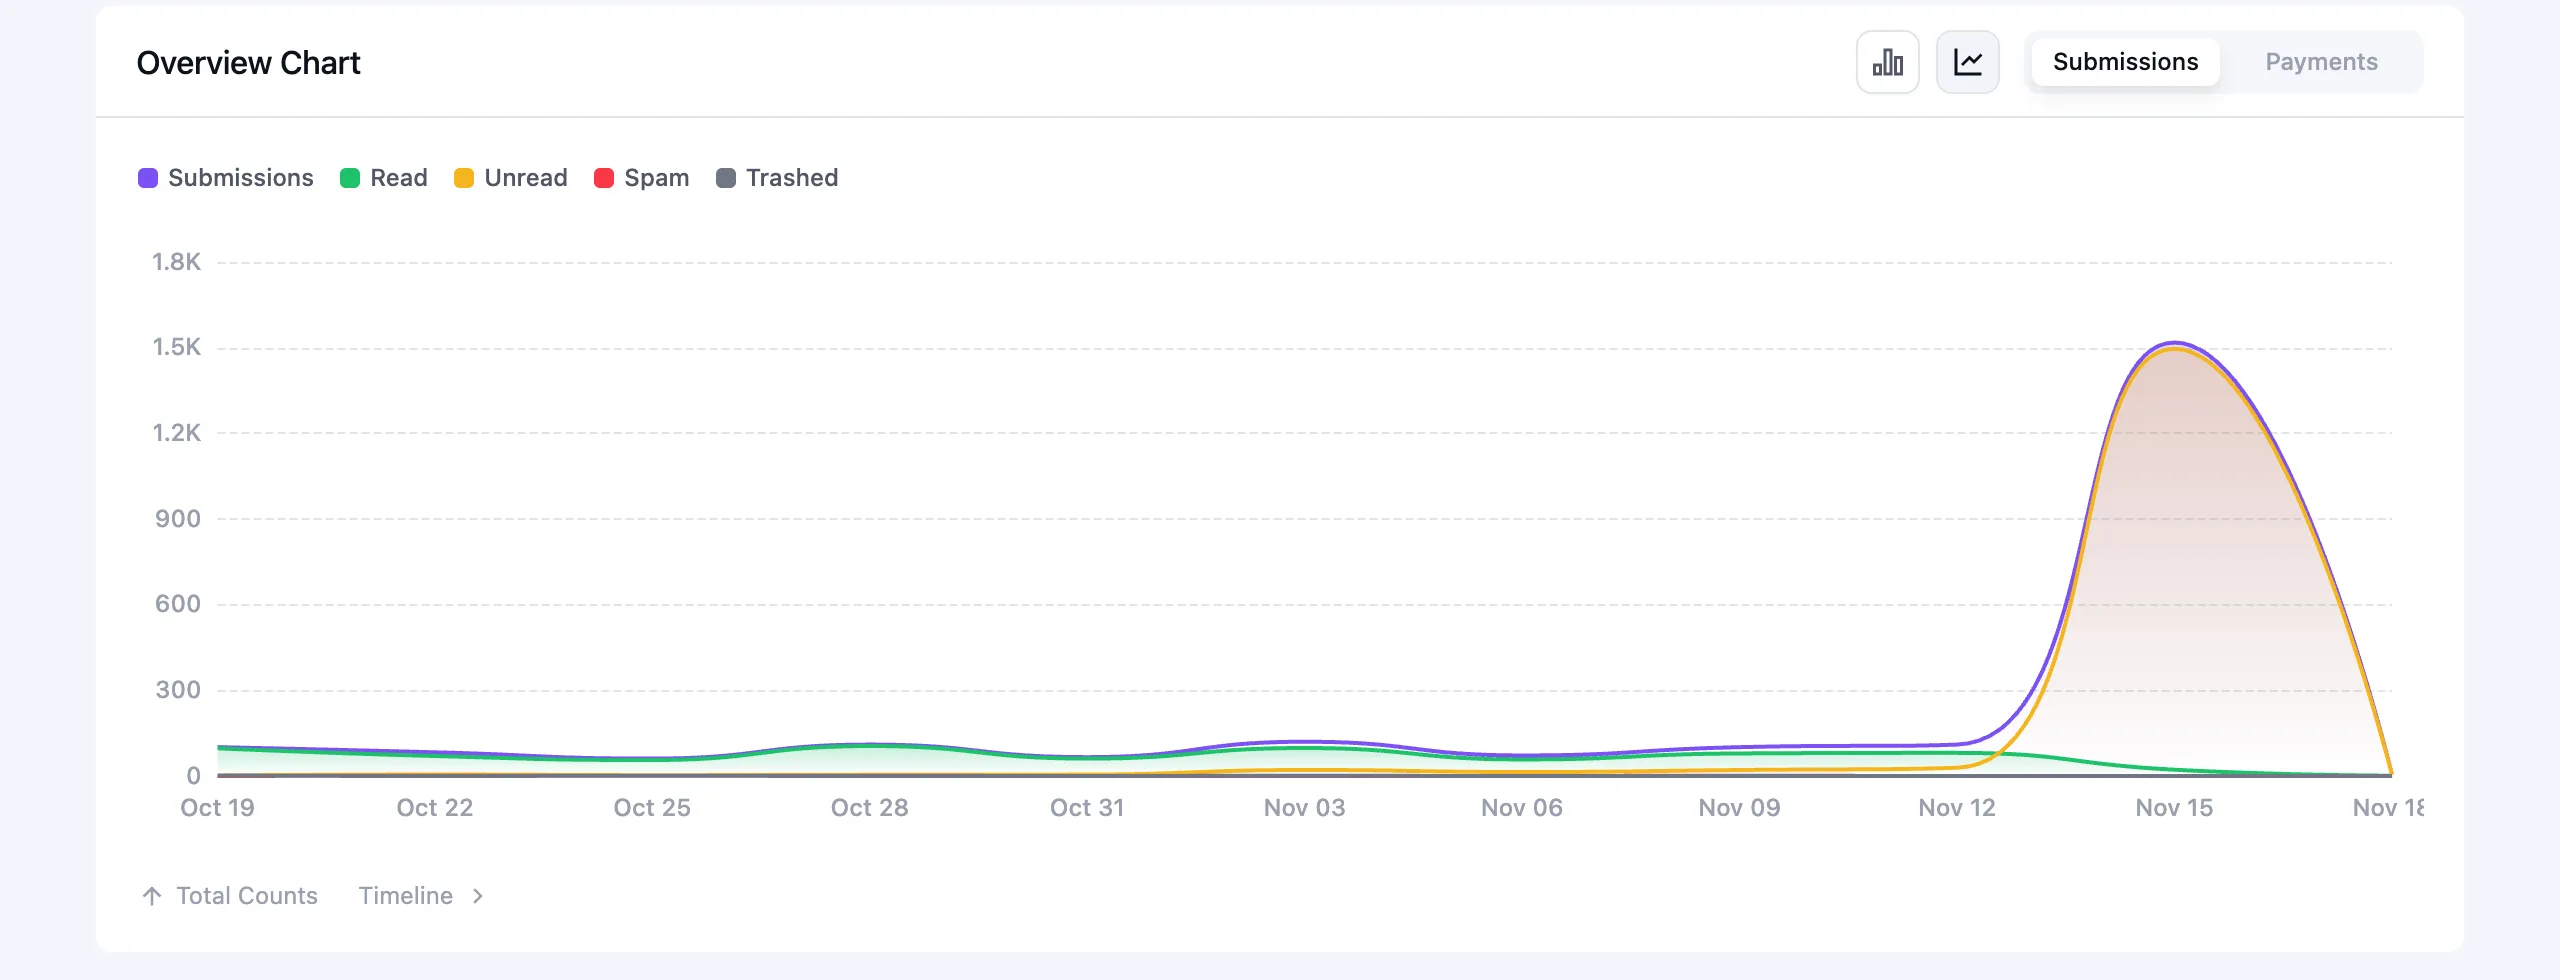 Overview Chart
Submissions Payments
Submissions Read Unread Spam Trashed
1.8K
1.5K
1.2K
900
600
300
0
Oct 19 Oct 22 Oct 25 Oct 28 Oct 31 Nov 03 Nov 06 Nov 09 Nov 12 Nov 15 Nov 18
Total Counts Timeline